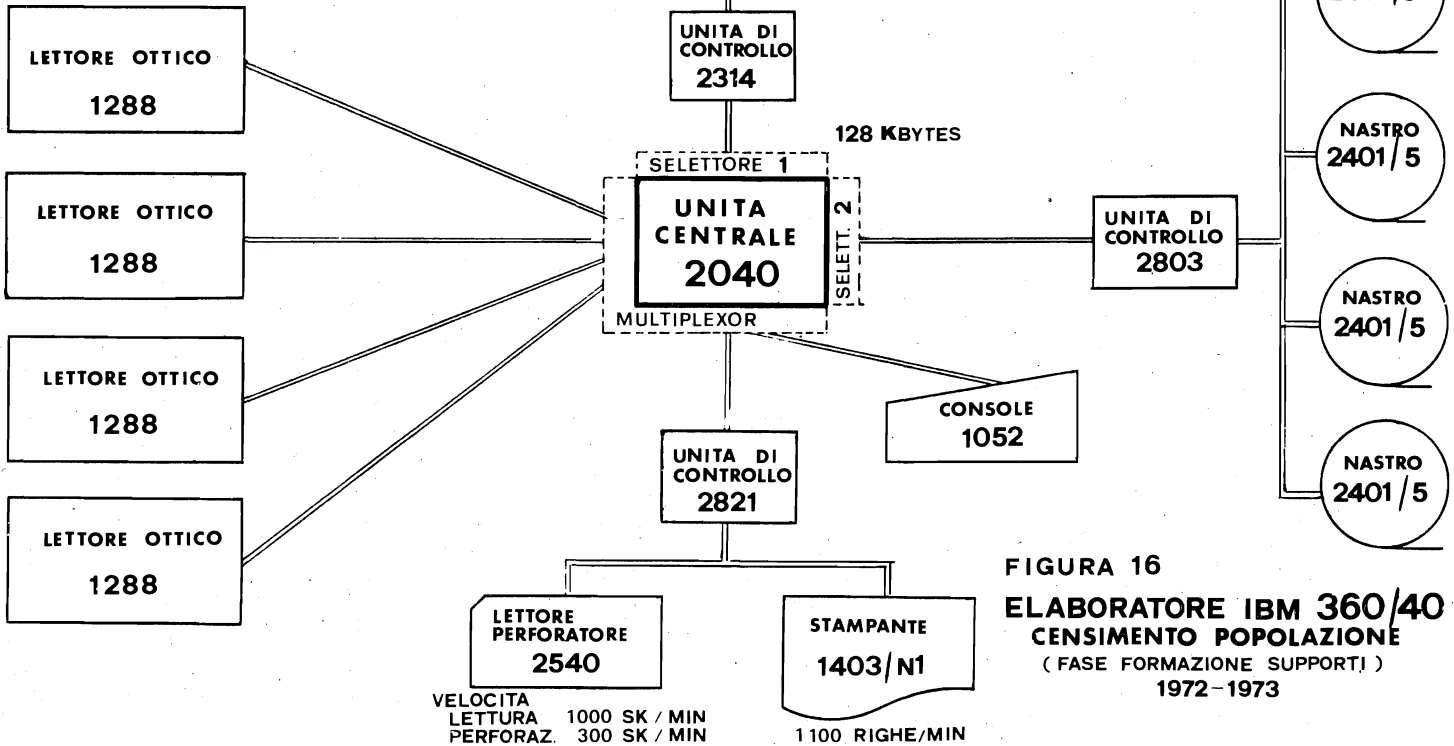 LETTORE OTTICO
1288
LETTORE OTTICO
1288
LETTORE OTTICO
1288
LETTORE OTTICO
1288
UNITA DI
CONTROLLO
2314
128 KBYTES
SELETTORE 1
UNITA
CENTRALE
2040
SELETT. 2
MULTIPLEXOR
UNITA DI
CONTROLLO
2803
NASTRO
2401/5
NASTRO
2401/5
NASTRO
2401/5
CONSOLE
1052
UNITA DI
CONTROLLO
2821
LETTORE
PERFORATORE
2540
VELOCITA
LETTURA 1000 SK / MIN
PERFORAZ. 300 SK / MIN
STAMPANTE
1403/N1
1100 RIGHE/MIN
FIGURA 16
ELABORATORE IBM 360/40
CENSIMENTO POPOLAZIONE
( FASE FORMAZIONE SUPPORTI )
1972-1973